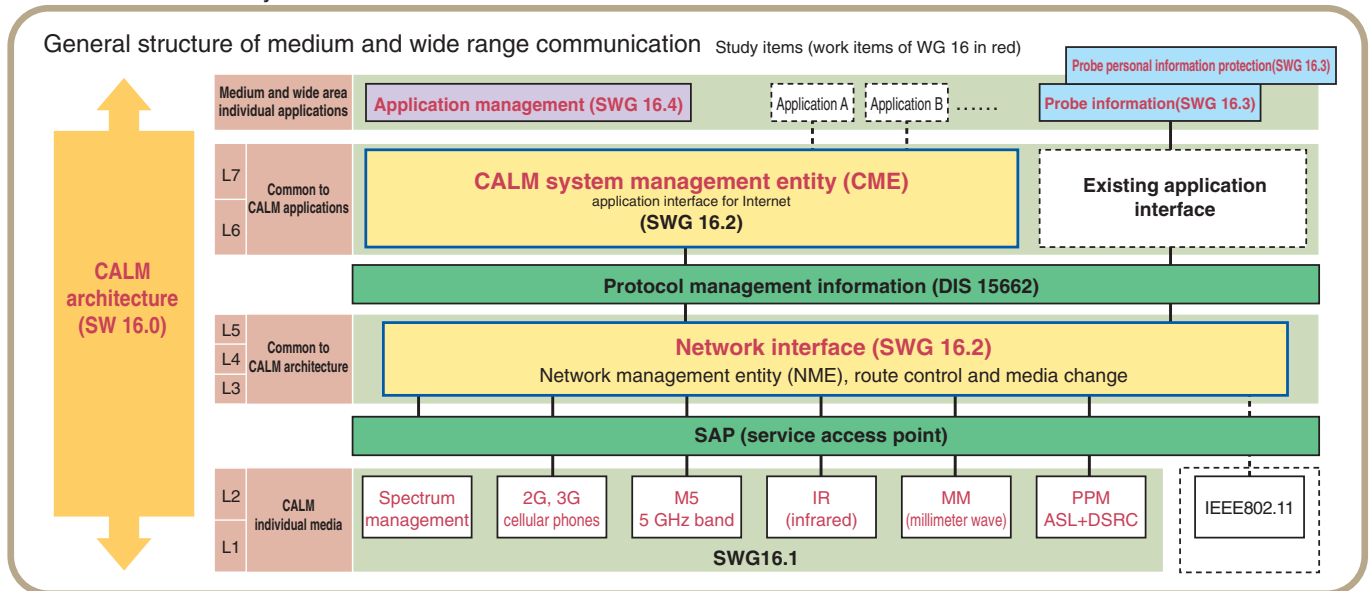 General structure of medium and wide range communication Study items (work items of WG 16 in red)
Probe personal information protection(SWG 16.3)
Medium and wide area
individual applications
Application management (SWG 16.4)
Application A
Application B
......
Probe information(SWG 16.3)
CALM
architecture
(SW 16.0)
L7
L6
Common to
CALM applications
CALM system management entity (CME)
application interface for Internet
(SWG 16.2)
Existing application
interface
Protocol management information (DIS 15662)
L5
L4
L3
Common to
CALM architecture
Network interface (SWG 16.2)
Network management entity (NME), route control and media change
SAP (service access point)
L2
L1
CALM
individual media
Spectrum
management
2G, 3G
cellular phones
M5
5 GHz band
IR
(infrared)
MM
(millimeter wave)
PPM
ASL+DSRC
IEEE802.11
SWG16.1